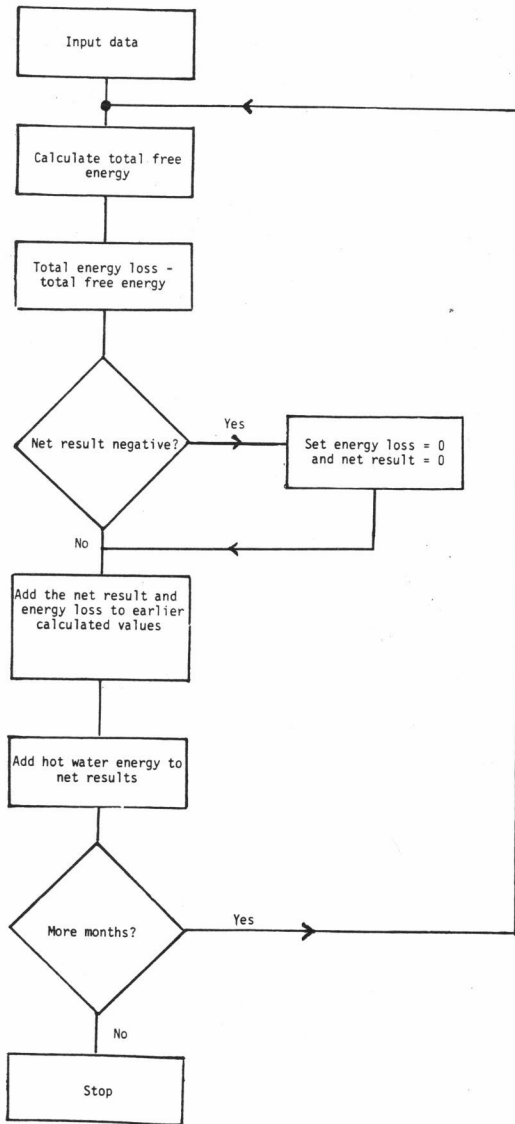 Input data
Calculate total free
energy
Total energy loss -
total free energy
Net result negative?
Yes
Set energy loss = 0
and net result = 0
No
Add the net result and
energy loss to earlier
calculated values
Add hot water energy to
net results
More months?
Yes
No
Stop